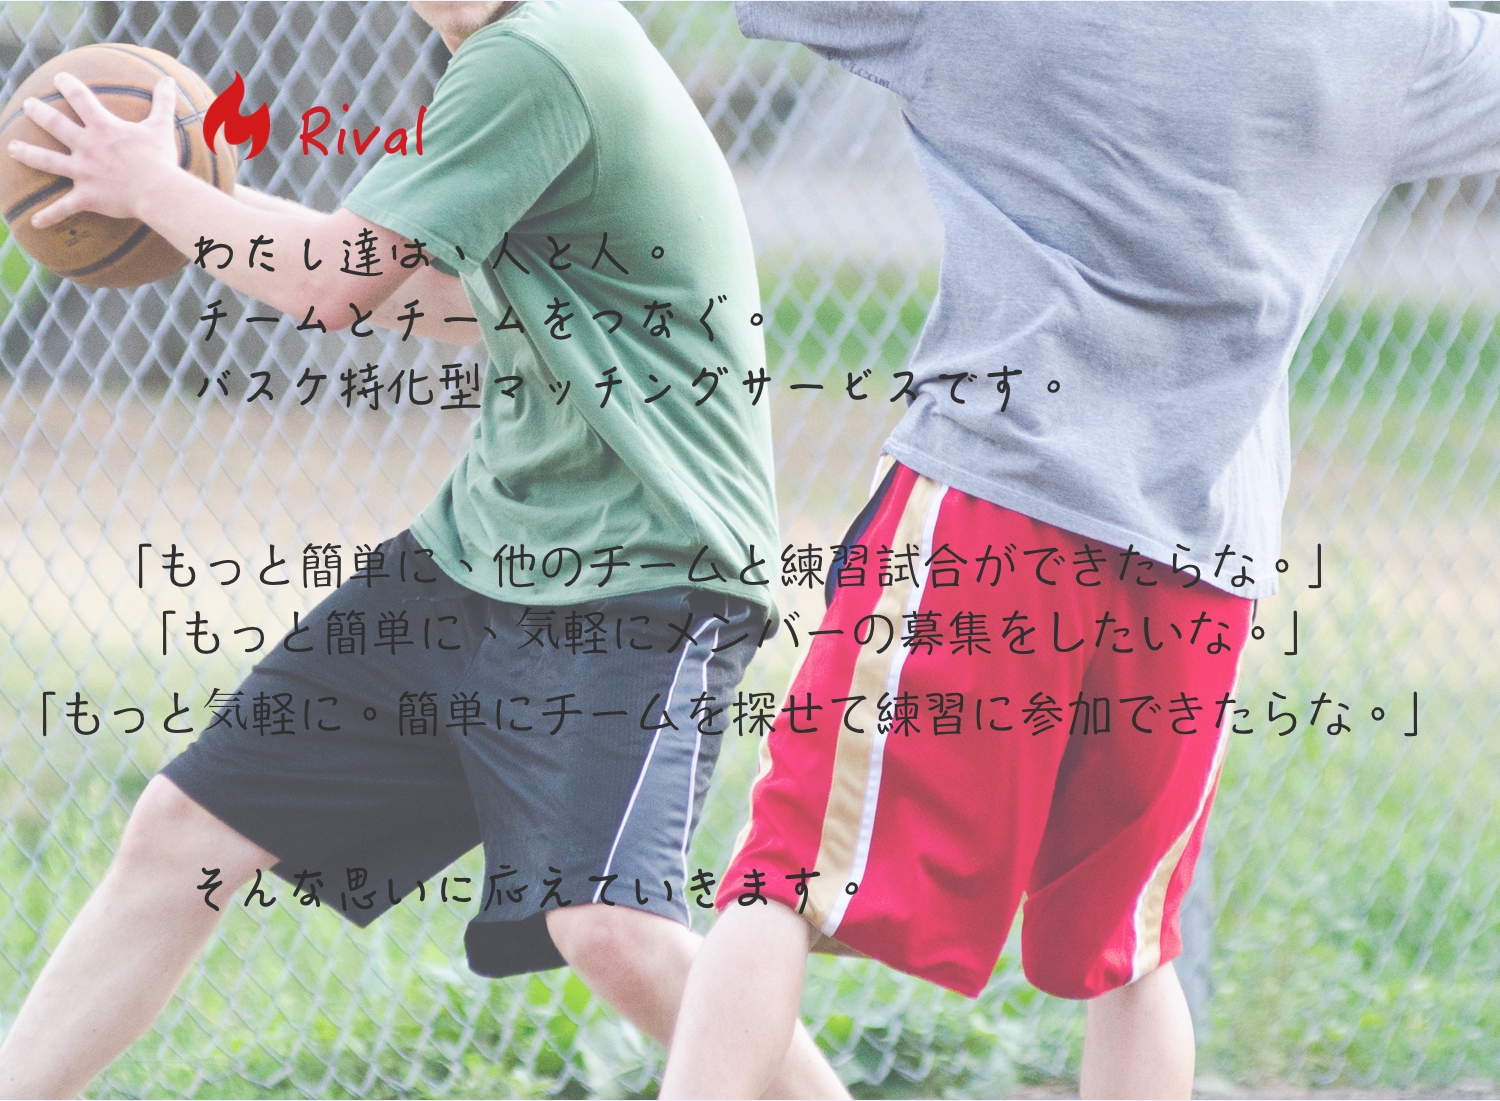 Rival
わたし達は、人と人。
チームとチームをつなぐ。
バスケ特化型マッチングサービスです。
「もっと簡単に、他のチームと練習試合ができたらな。」
「もっと簡単に、気軽にメンバーの募集をしたいな。」
「もっと気軽に。簡単にチームを探せて練習に参加できたらな。」
そんな思いに応えていきます。